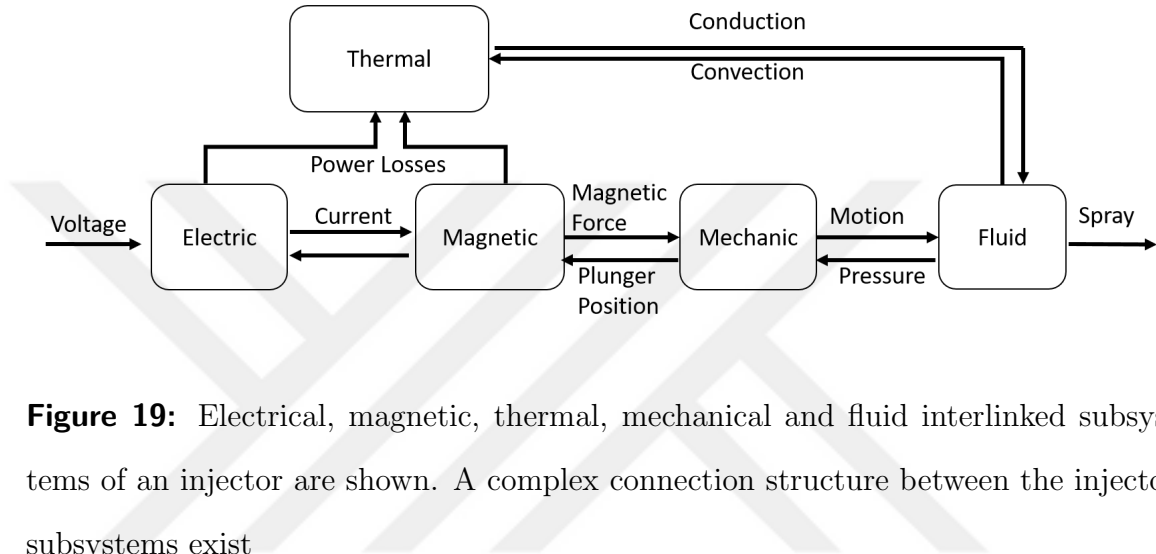 Conduction
Thermal
Convection
Power Losses
Voltage
Electric
Current
Magnetic
Magnetic
Force
Plunger
Position
Mechanic
Motion
Pressure
Fluid
Spray
Figure 19: Electrical, magnetic, thermal, mechanical and fluid interlinked subsys
tems of an injector are shown. A complex connection structure between the injecto
subsystems exist